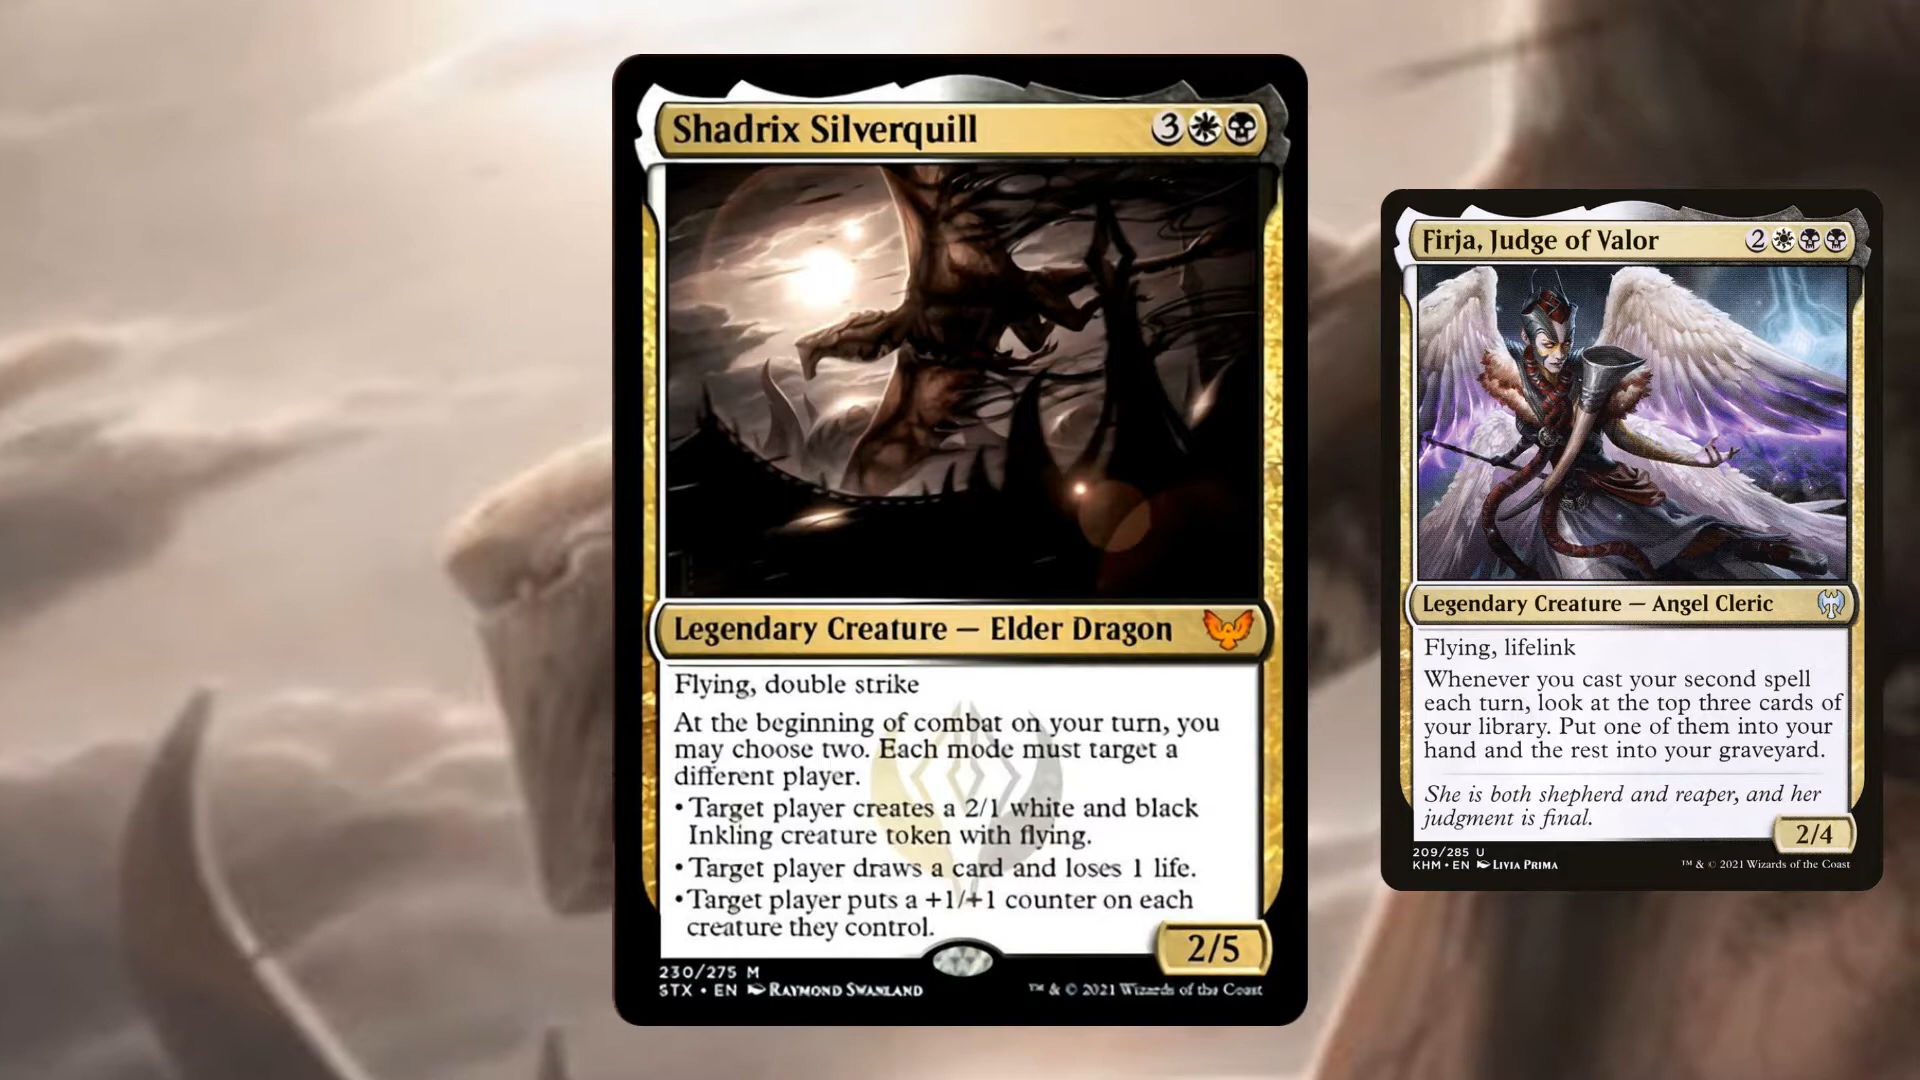 Shadrix Silverquill
3
Legendary Creature — Elder Dragon
Flying, double strike
At the beginning of combat on your turn, you
may choose two. Each mode must target a
different player.
• Target player creates a 2/1 white and black
Inkling creature token with flying.
• Target player draws a card and loses 1 life.
• Target player puts a +1/+1 counter on each
creature they control.
2/5
230/275 M
STX • EN RAYMOND SWANLAND
™ & © 2021 Wizards of the Coast
Firja, Judge of Valor
2
Legendary Creature — Angel Cleric
Flying, lifelink
Whenever you cast your second spell
each turn, look at the top three cards of
your library. Put one of them into your
hand and the rest into your graveyard.
She is both shepherd and reaper, and her
judgment is final.
2/4
209/285 U
KHM • EN LIVIA PRIMA
™ & © 2021 Wizards of the Coast